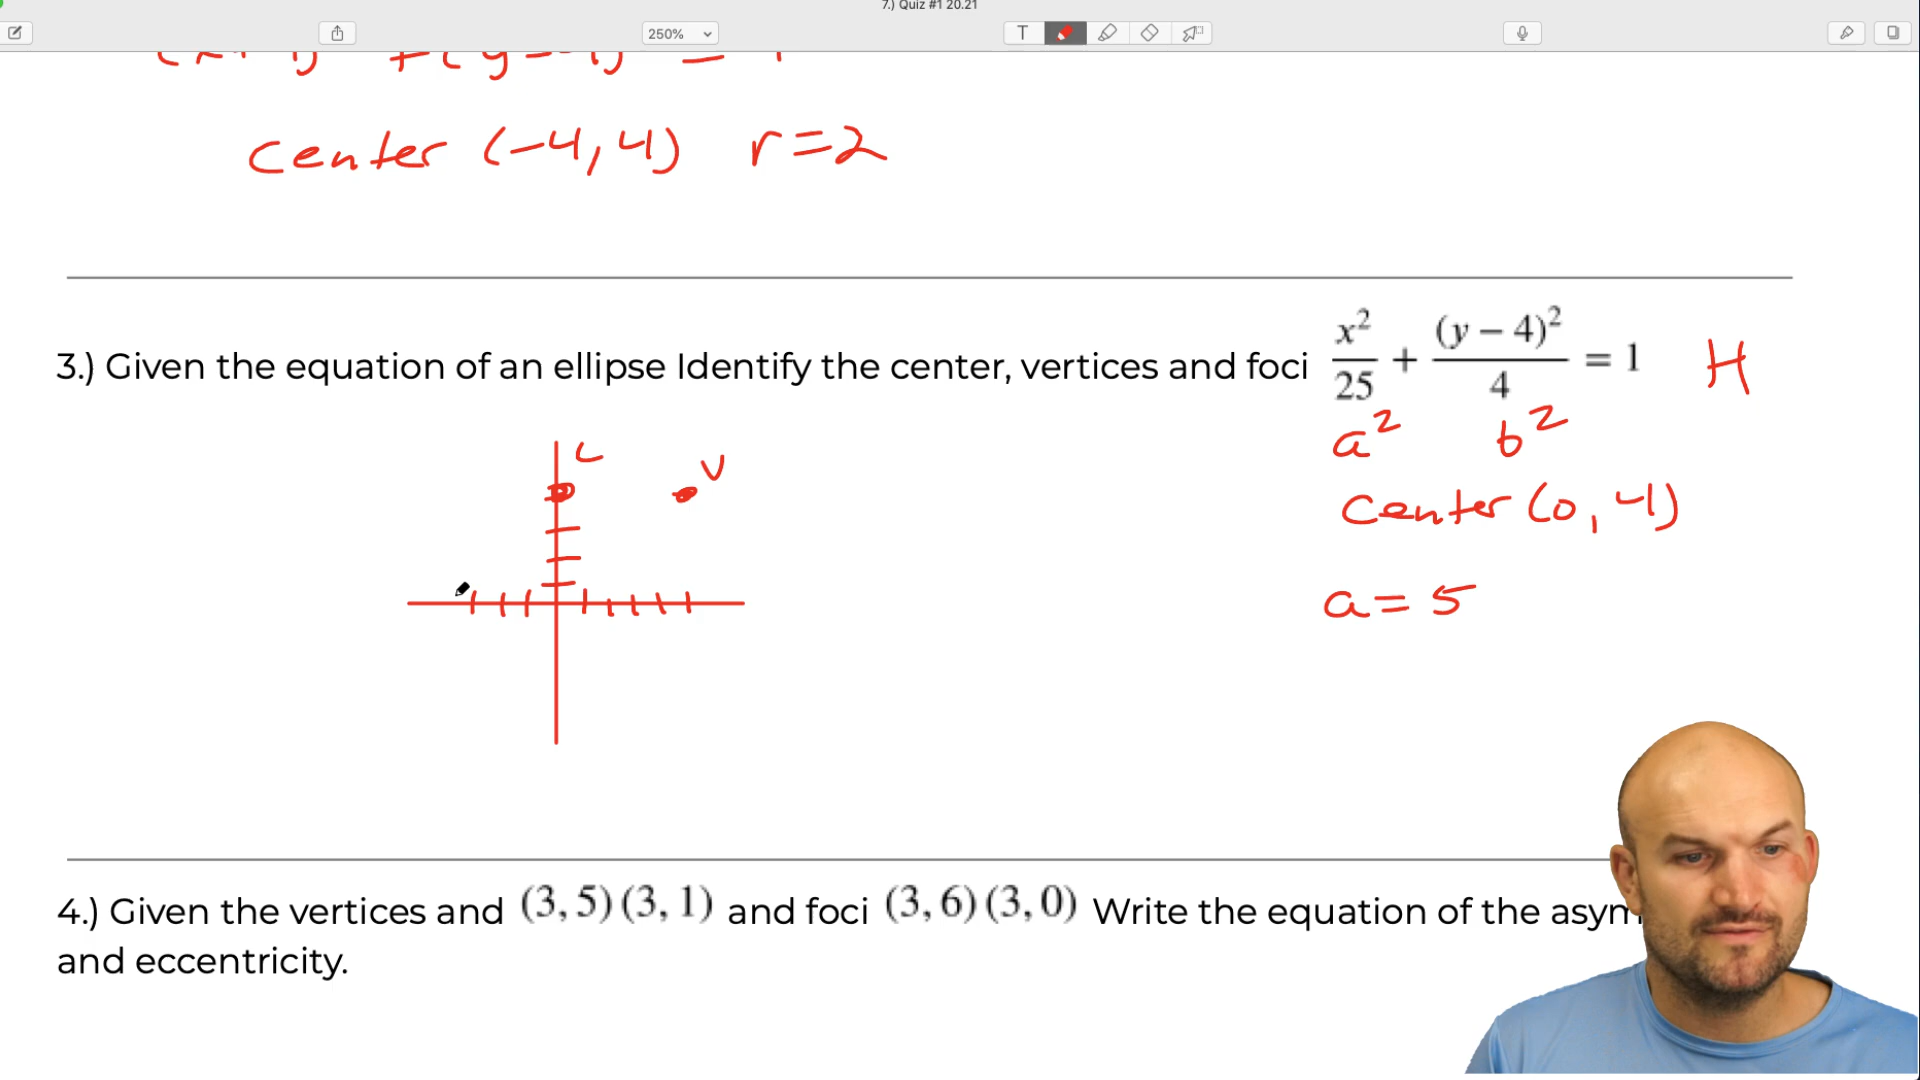 7.) Quiz #1 20.21
250% T
center (-4,4) r=2
3.) Given the equation of an ellipse Identify the center, vertices and foci x²/25 + (y − 4)²/4 = 1 H
a² b²
C
V
center (0,4)
a = 5
4.) Given the vertices and (3, 5) (3, 1) and foci (3, 6) (3, 0) Write the equation of the asym
and eccentricity.